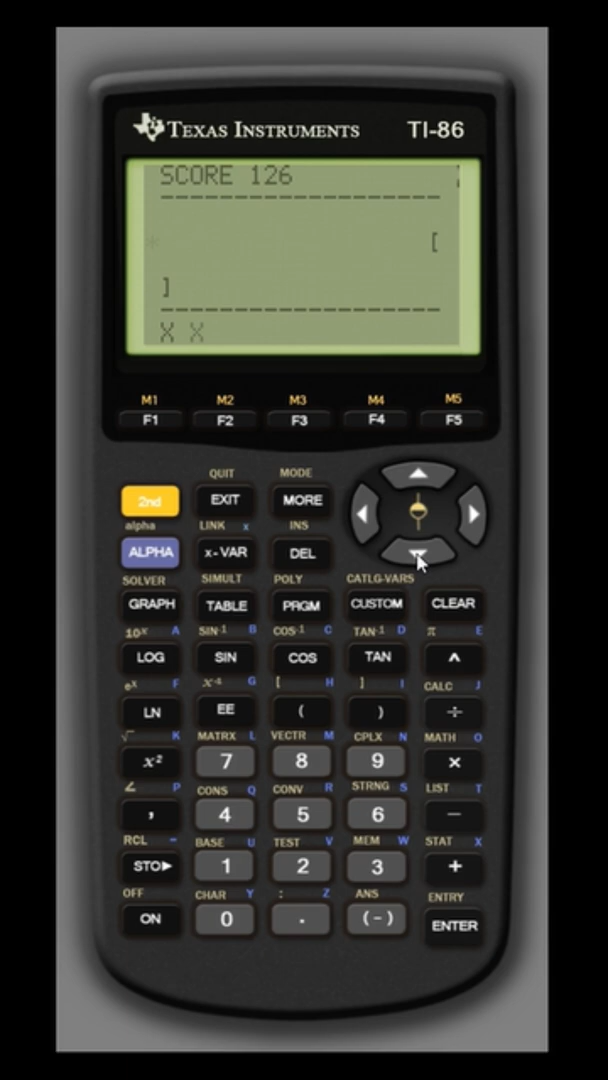 TEXAS INSTRUMENTS TI-86
SCORE 126
--------------------
* [
]
--------------------
X X
M1 M2 M3 M4 M5
F1 F2 F3 F4 F5
QUIT MODE
2nd EXIT MORE
alpha LINK x INS
ALPHA x-VAR DEL
SOLVER SIMULT POLY CATLG-VARS
GRAPH TABLE PRGM CUSTOM CLEAR
10ˣ A SIN⁻¹ B COS⁻¹ C TAN⁻¹ D π E
LOG SIN COS TAN ^
eˣ F x⁻¹ G [ H ] I CALC J
LN EE ( ) ÷
√ K MATRX L VECTR M CPLX N MATH O
x² 7 8 9 ×
∠ P CONS Q CONV R STRNG S LIST T
, 4 5 6 −
RCL = BASE U TEST V MEM W STAT X
STO▶ 1 2 3 +
OFF CHAR Y : Z ANS ENTRY
ON 0 . (-) ENTER